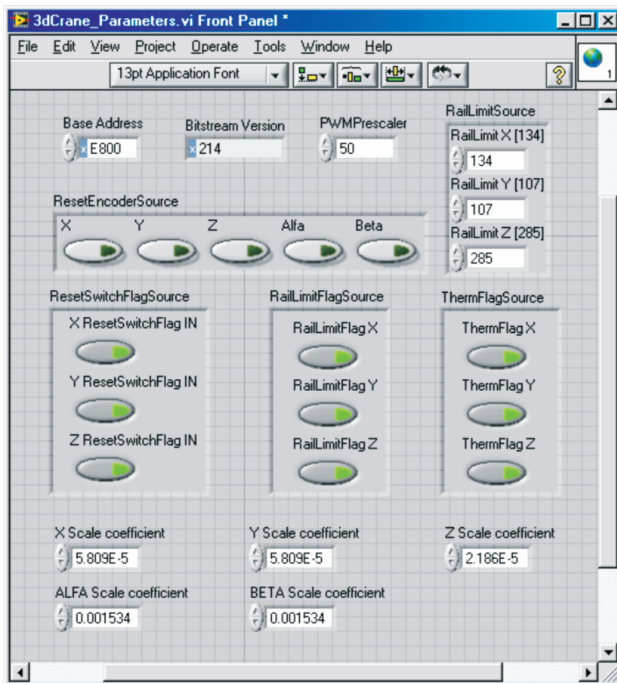 3dCrane_Parameters.vi Front Panel *
File Edit View Project Operate Tools Window Help
13pt Application Font
1
Base Address
x E800
Bitstream Version
x 214
PWMPrescaler
50
RailLimitSource
RailLimit X [134]
134
RailLimit Y [107]
107
RailLimit Z [285]
285
ResetEncoderSource
X Y Z Alfa Beta
ResetSwitchFlagSource
X ResetSwitchFlag IN
Y ResetSwitchFlag IN
Z ResetSwitchFlag IN
RailLimitFlagSource
RailLimitFlag X
RailLimitFlag Y
RailLimitFlag Z
ThermFlagSource
ThermFlag X
ThermFlag Y
ThermFlag Z
X Scale coefficient
5.809E-5
Y Scale coefficient
5.809E-5
Z Scale coefficient
2.186E-5
ALFA Scale coefficient
0.001534
BETA Scale coefficient
0.001534